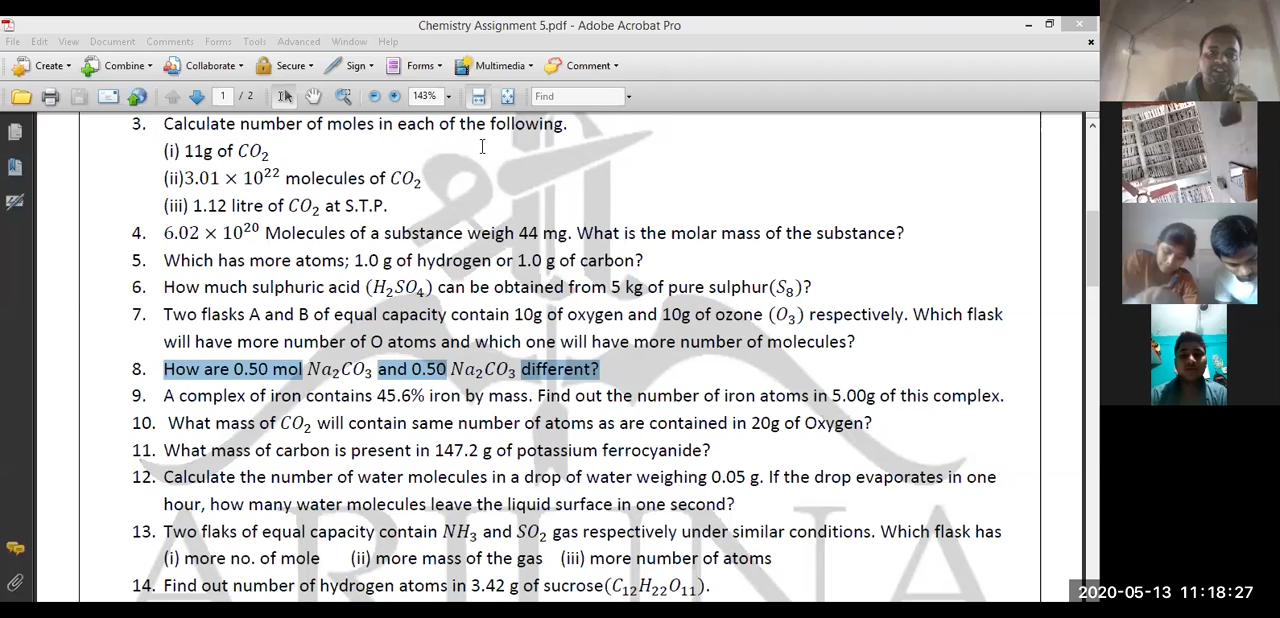 Chemistry Assignment 5.pdf - Adobe Acrobat Pro
File Edit View Document Comments Forms Tools Advanced Window Help
Create Combine Collaborate Secure Sign Forms Multimedia Comment
1 / 2 143% Find
3. Calculate number of moles in each of the following.
(i) 11g of CO₂
(ii)3.01 × 10²² molecules of CO₂
(iii) 1.12 litre of CO₂ at S.T.P.
4. 6.02 × 10²⁰ Molecules of a substance weigh 44 mg. What is the molar mass of the substance?
5. Which has more atoms; 1.0 g of hydrogen or 1.0 g of carbon?
6. How much sulphuric acid (H₂SO₄) can be obtained from 5 kg of pure sulphur(S₈)?
7. Two flasks A and B of equal capacity contain 10g of oxygen and 10g of ozone (O₃) respectively. Which flask
will have more number of O atoms and which one will have more number of molecules?
8. How are 0.50 mol Na₂CO₃ and 0.50 Na₂CO₃ different?
9. A complex of iron contains 45.6% iron by mass. Find out the number of iron atoms in 5.00g of this complex.
10. What mass of CO₂ will contain same number of atoms as are contained in 20g of Oxygen?
11. What mass of carbon is present in 147.2 g of potassium ferrocyanide?
12. Calculate the number of water molecules in a drop of water weighing 0.05 g. If the drop evaporates in one
hour, how many water molecules leave the liquid surface in one second?
13. Two flaks of equal capacity contain NH₃ and SO₂ gas respectively under similar conditions. Which flask has
(i) more no. of mole (ii) more mass of the gas (iii) more number of atoms
14. Find out number of hydrogen atoms in 3.42 g of sucrose(C₁₂H₂₂O₁₁).
2020-05-13 11:18:27